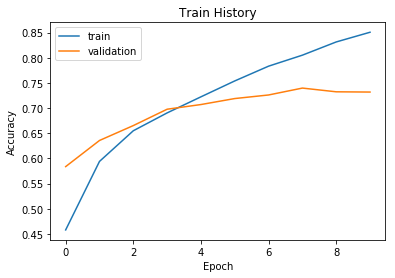 Train History
train
validation
0.85
0.80
0.75
0.70
0.65
0.60
0.55
0.50
0.45
Accuracy
0 2 4 6 8
Epoch